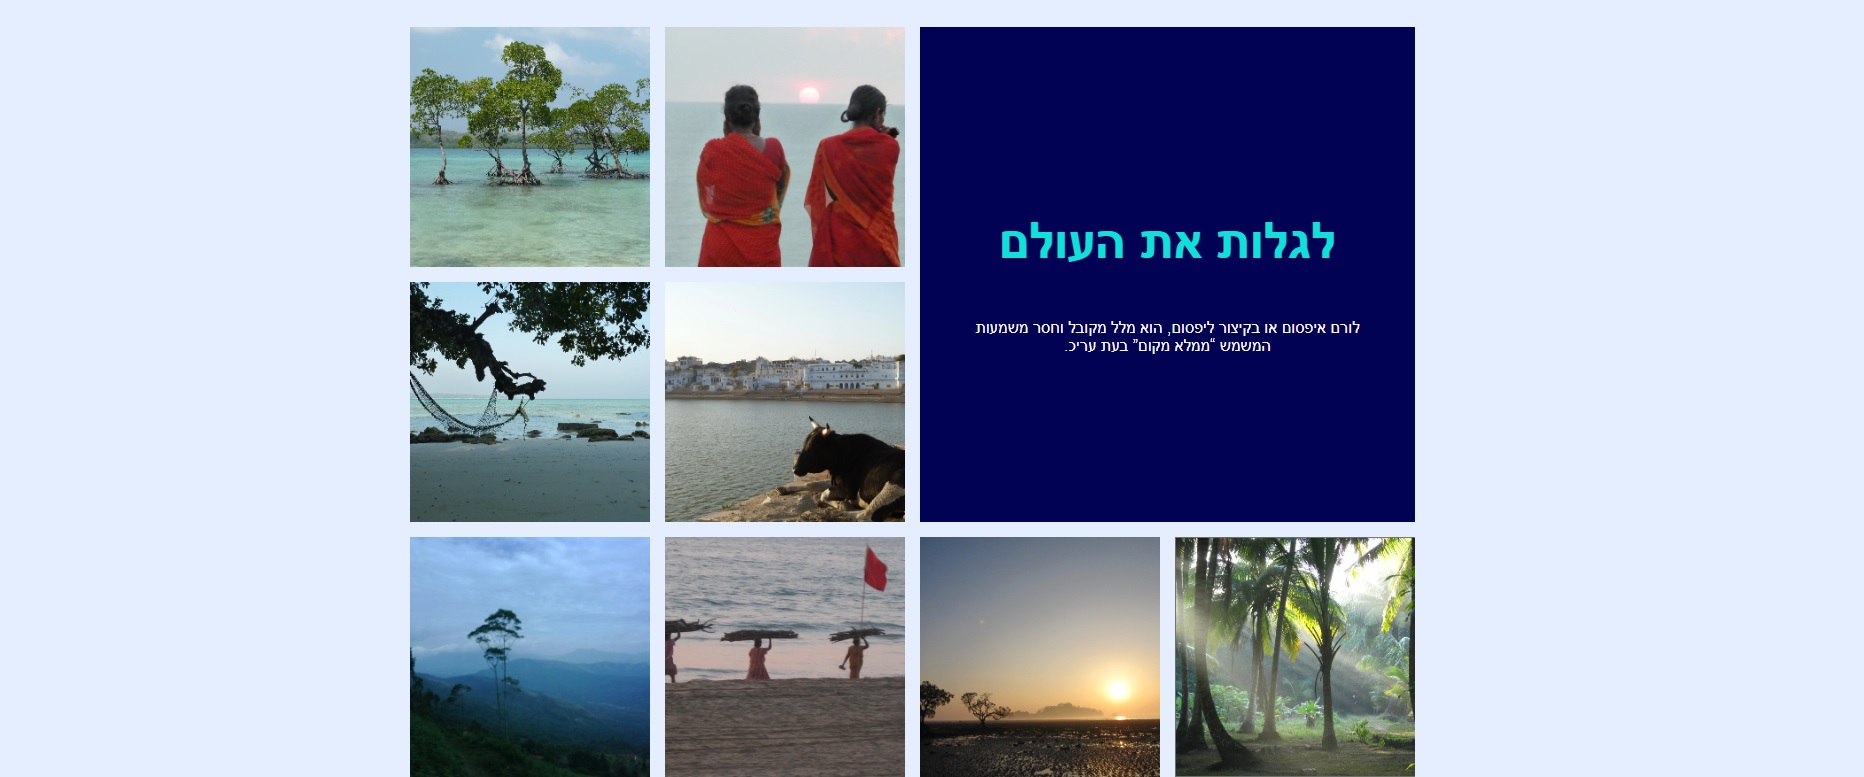 לגלות את העולם
לורם איפסום או בקיצור ליפסום, הוא מלל מקובל וחסר משמעות
המשמש “ממלא מקום” בעת עריכ.